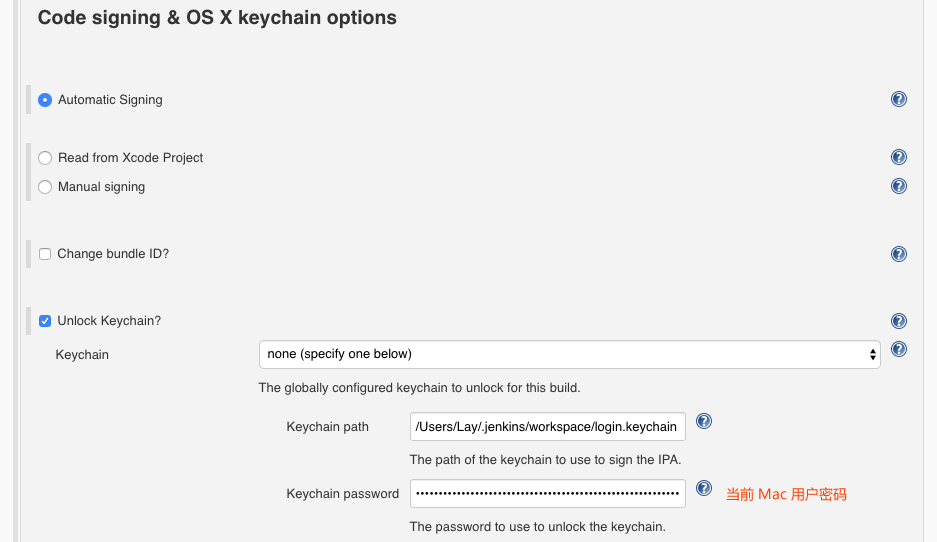 Code signing & OS X keychain options
Automatic Signing
Read from Xcode Project
Manual signing
Change bundle ID?
Unlock Keychain?
Keychain
none (specify one below)
The globally configured keychain to unlock for this build.
Keychain path
/Users/Lay/.jenkins/workspace/login.keychain
The path of the keychain to use to sign the IPA.
Keychain password
当前 Mac 用户密码
The password to use to unlock the keychain.